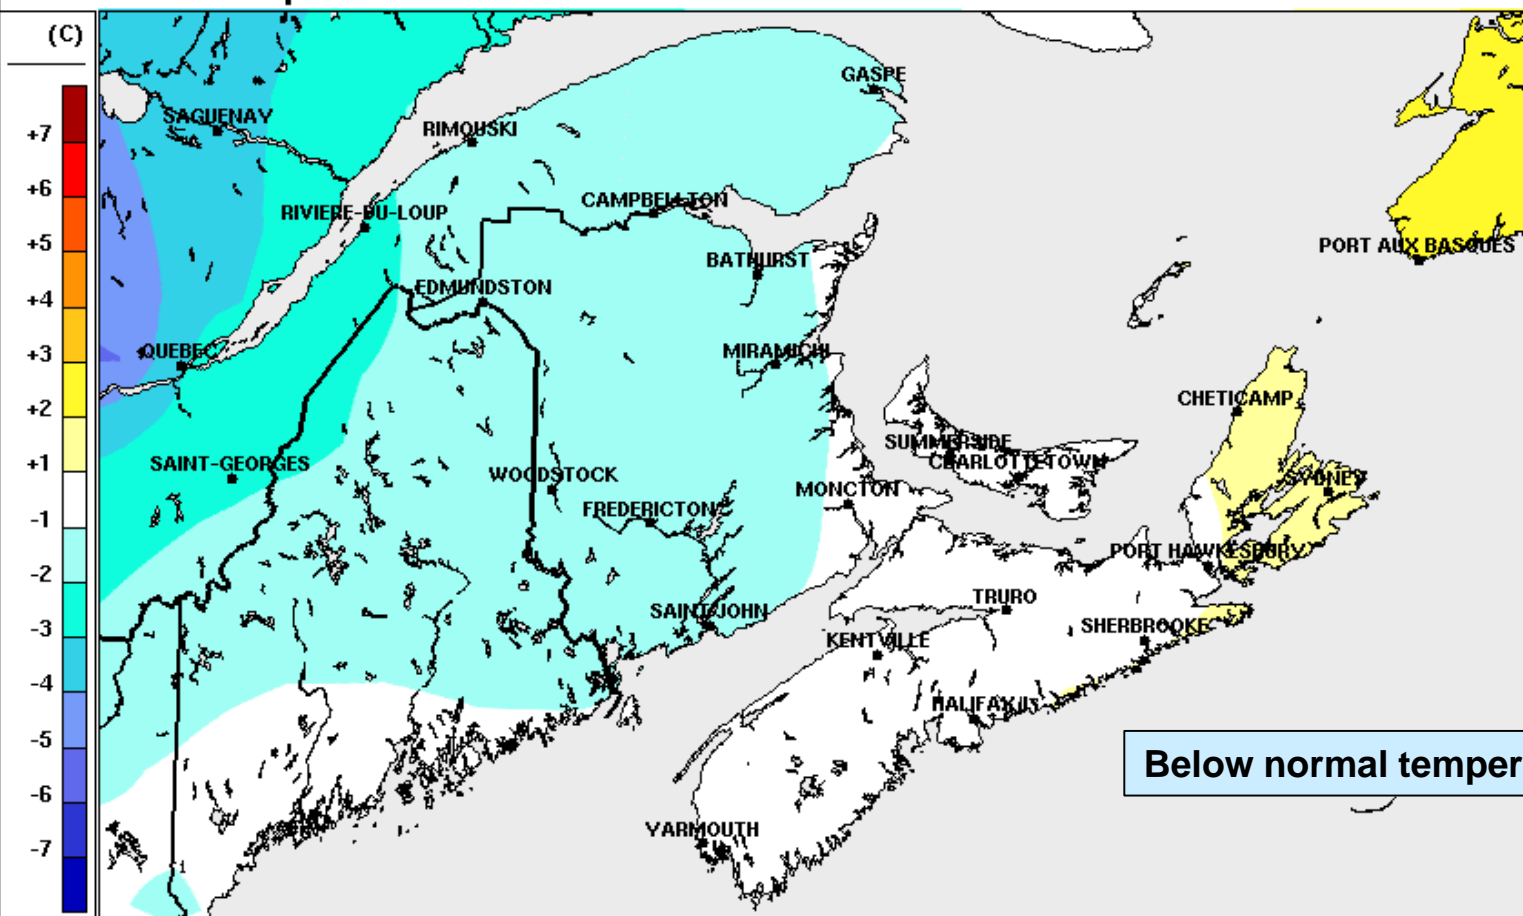 (C)
+7
+6
+5
+4
+3
+2
+1
-1
-2
-3
-4
-5
-6
-7
GASPE
SAGUENAY
RIMOUSKI
CAMPBELLTON
RIVIERE-DU-LOUP
PORT AUX BASQUES
BATHURST
EDMUNDSTON
QUEBEC
MIRAMICHI
CHETICAMP
SUMMERSIDE
CHARLOTTETOWN
SAINT-GEORGES
WOODSTOCK
SYDNEY
MONCTON
FREDERICTON
PORT HAWKESBURY
TRURO
SAINT JOHN
SHERBROOKE
KENTVILLE
HALIFAX
Below normal temper
YARMOUTH
1